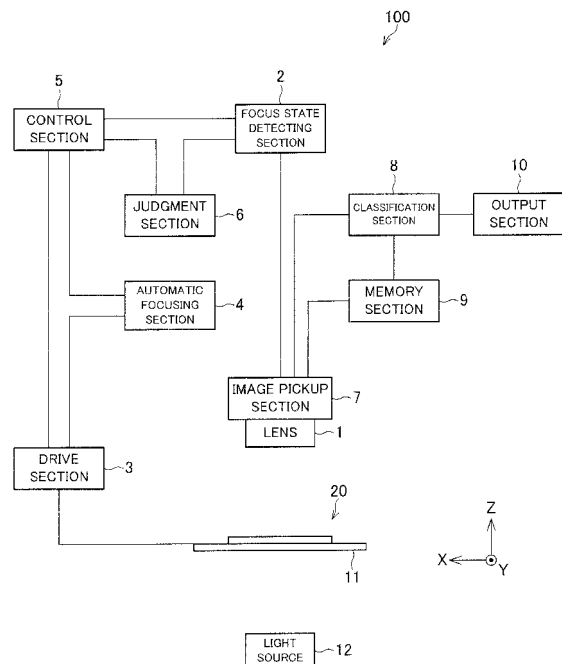 100
5
2
CONTROL
SECTION
FOCUS STATE
DETECTING
SECTION
8
10
JUDGMENT
SECTION
6
CLASSIFICATION
SECTION
OUTPUT
SECTION
AUTOMATIC
FOCUSING
SECTION
4
MEMORY
SECTION
9
IMAGE PICKUP
SECTION
7
LENS
1
DRIVE
SECTION
3
20
Z
X
Y
11
LIGHT
SOURCE
12